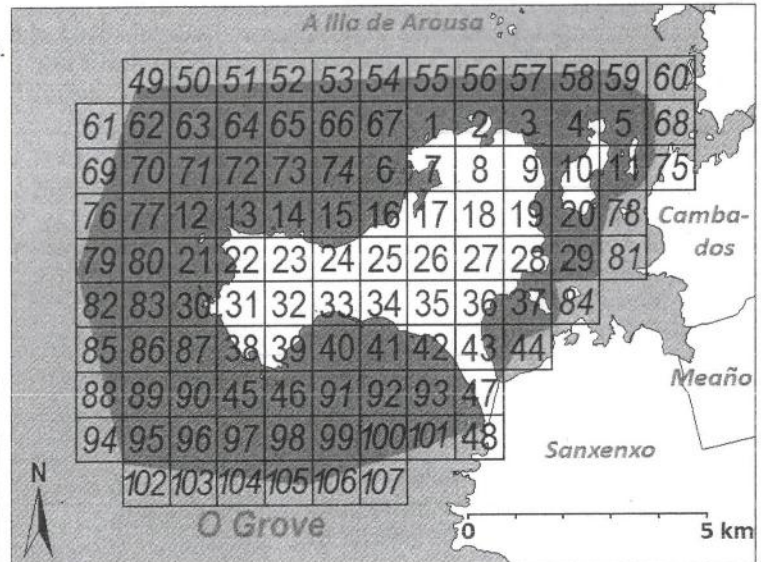 A Illa de Arousa
49 50 51 52 53 54 55 56 57 58 59 60
61 62 63 64 65 66 67 1 2 3 4 5 68
69 70 71 72 73 74 6 7 8 9 10 11 75
76 77 12 13 14 15 16 17 18 19 20 78
Camba-
dos
79 80 21 22 23 24 25 26 27 28 29 81
82 83 30 31 32 33 34 35 36 37 84
85 86 87 38 39 40 41 42 43 44
Meaño
88 89 90 45 46 91 92 93 47
94 95 96 97 98 99 100 101 48
Sanxenxo
N
102 103 104 105 106 107
O Grove
0 5 km